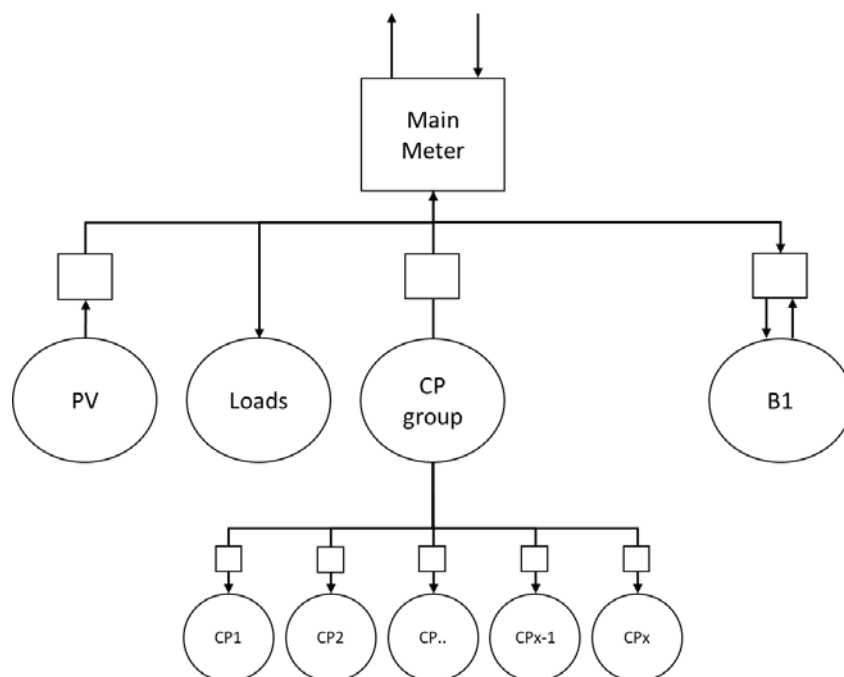 Main
Meter
PV
Loads
CP
group
B1
CP1
CP2
CP..
CPx-1
CPx